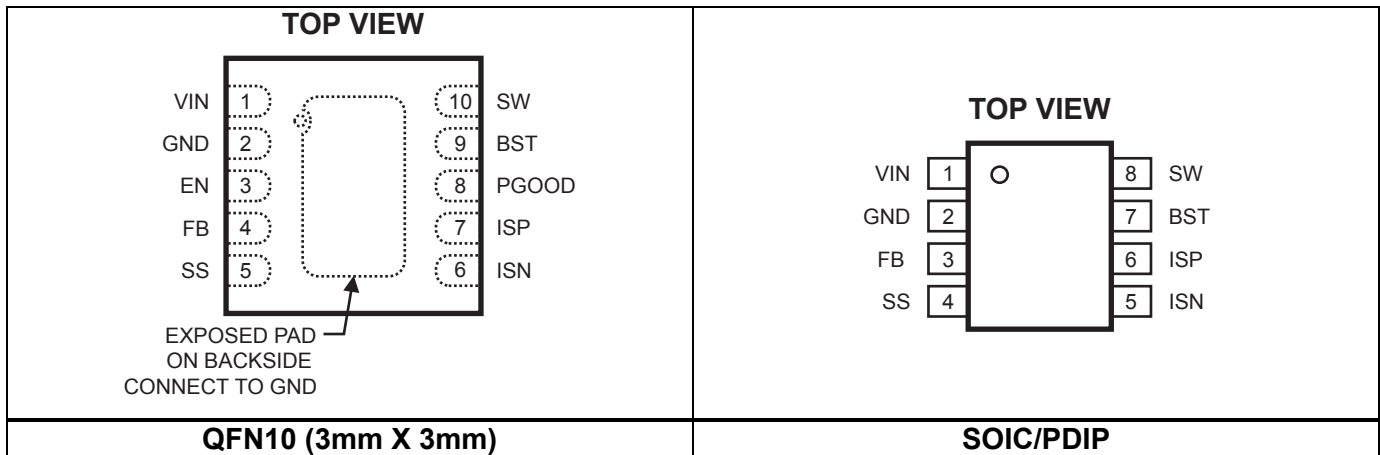 TOP VIEW
VIN 1 10 SW
GND 2 9 BST
EN 3 8 PGOOD
FB 4 7 ISP
SS 5 6 ISN
EXPOSED PAD
ON BACKSIDE
CONNECT TO GND
QFN10 (3mm X 3mm)
TOP VIEW
VIN 1 8 SW
GND 2 7 BST
FB 3 6 ISP
SS 4 5 ISN
SOIC/PDIP